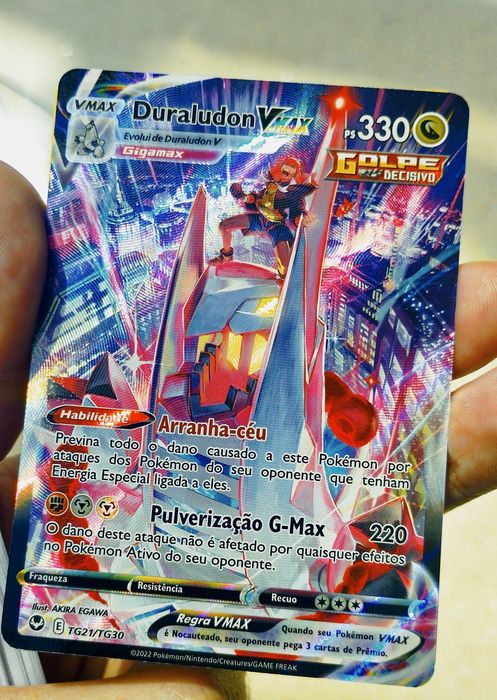 VMAX
Duraludon VMAX
PS 330
Evolui de Duraludon V
Gigamax
GOLPE
DECISIVO
Habilidade
Arranha-céu
Previna todo o dano causado a este Pokémon por
ataques dos Pokémon do seu oponente que tenham
Energia Especial ligada a eles.
Pulverização G-Max
220
O dano deste ataque não é afetado por quaisquer efeitos
no Pokémon Ativo do seu oponente.
Fraqueza
Resistência
Recuo
Ilust. AKIRA EGAWA
E TG21/TG30
Regra VMAX
Quando seu Pokémon VMAX
é Nocauteado, seu oponente pega 3 cartas de Prêmio.
©2022 Pokémon/Nintendo/Creatures/GAME FREAK